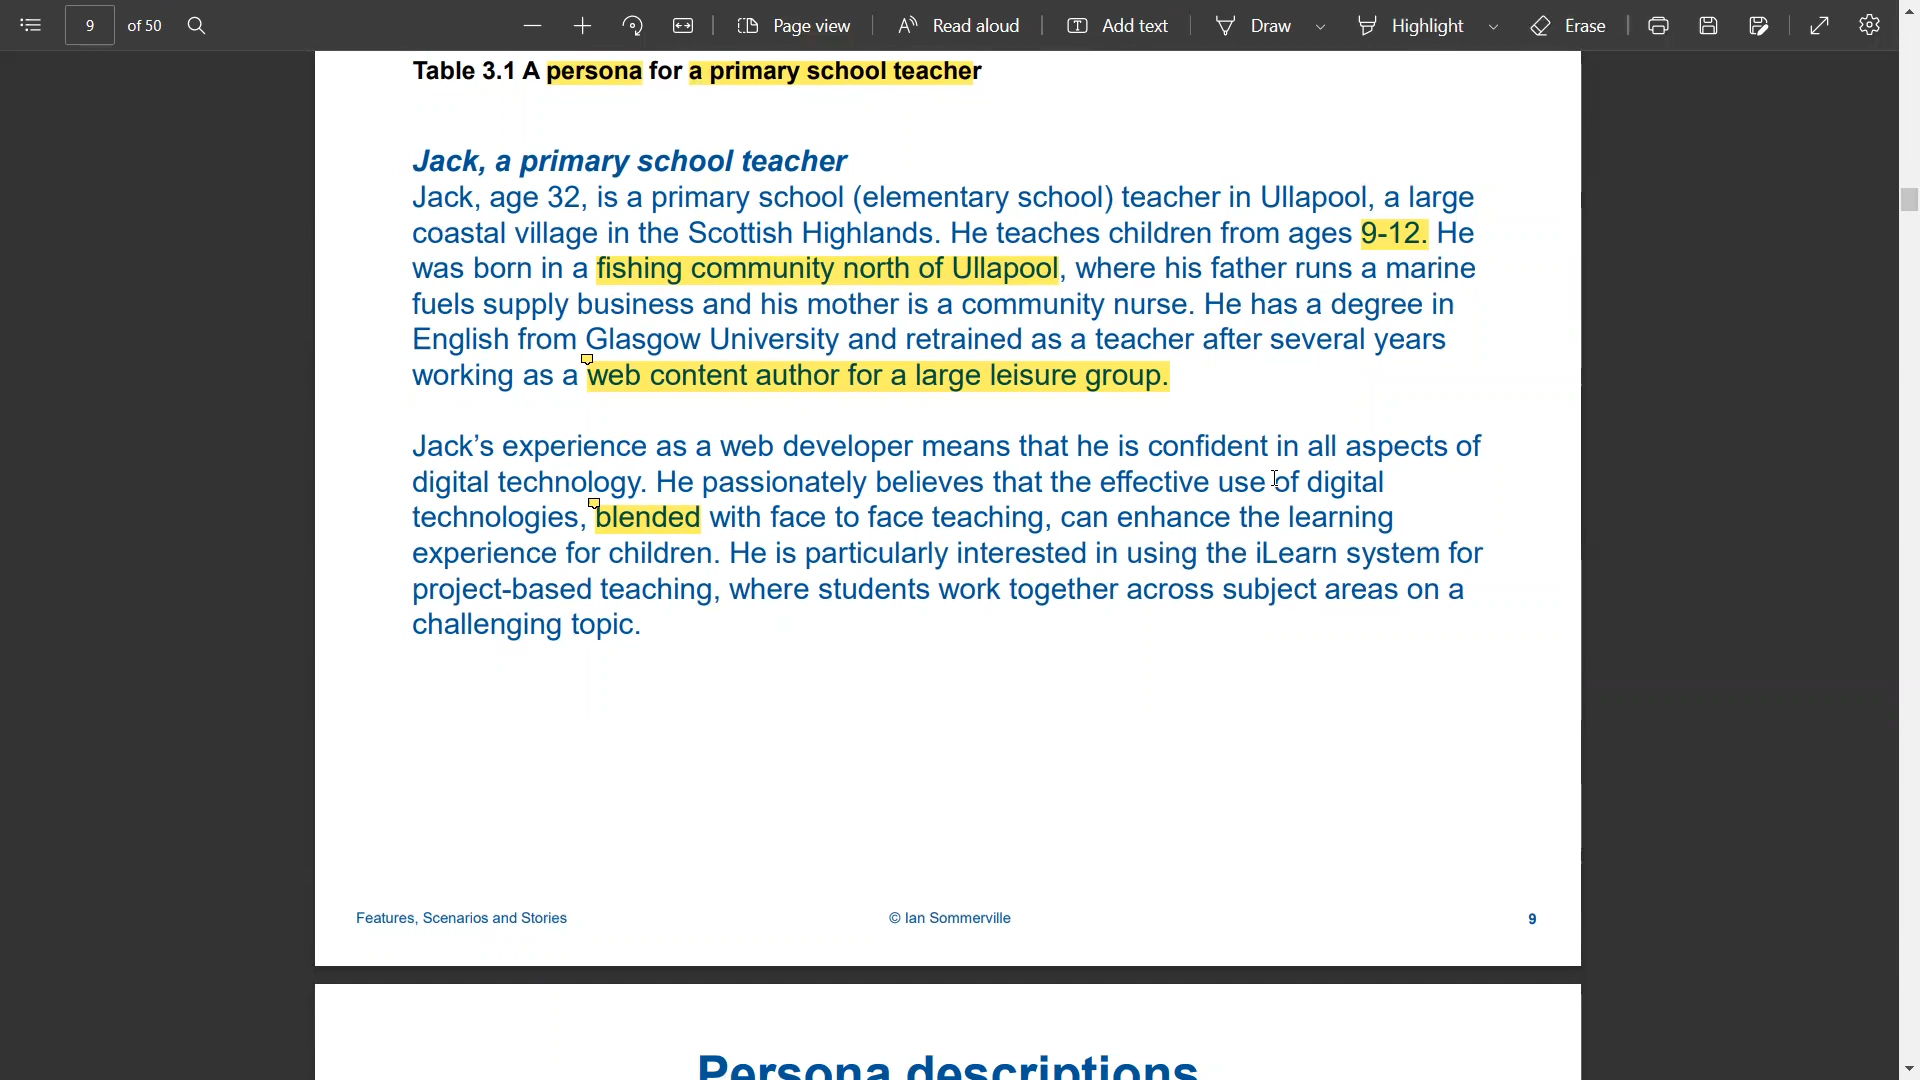 9 of 50 Page view Read aloud Add text Draw Highlight Erase
Table 3.1 A persona for a primary school teacher
Jack, a primary school teacher
Jack, age 32, is a primary school (elementary school) teacher in Ullapool, a large
coastal village in the Scottish Highlands. He teaches children from ages 9-12. He
was born in a fishing community north of Ullapool, where his father runs a marine
fuels supply business and his mother is a community nurse. He has a degree in
English from Glasgow University and retrained as a teacher after several years
working as a web content author for a large leisure group.
Jack’s experience as a web developer means that he is confident in all aspects of
digital technology. He passionately believes that the effective use of digital
technologies, blended with face to face teaching, can enhance the learning
experience for children. He is particularly interested in using the iLearn system for
project-based teaching, where students work together across subject areas on a
challenging topic.
Features, Scenarios and Stories © Ian Sommerville 9
Persona descriptions